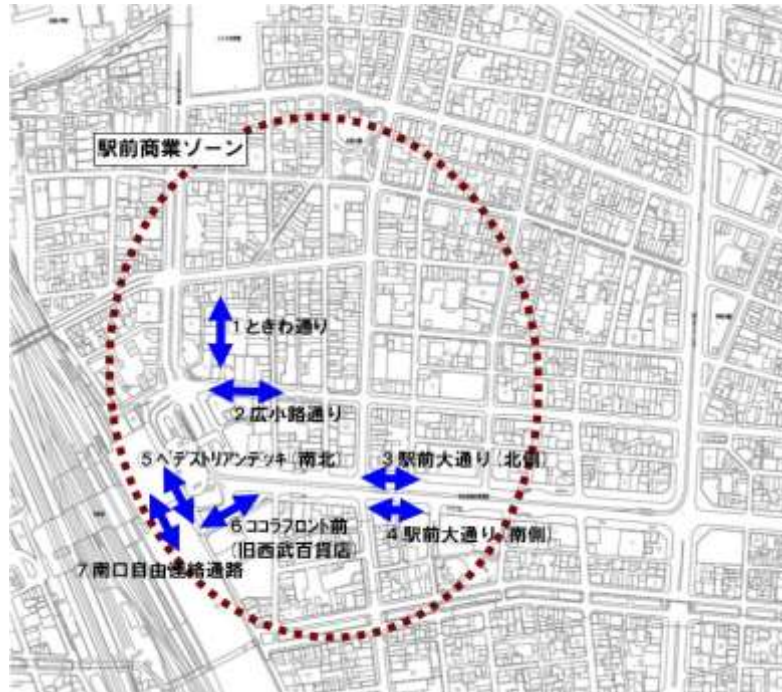 駅前商業ゾーン
1ときわ通り
2広小路通り
5ペデストリアンデッキ(南北)
3駅前大通り(北側)
6ココラフロント前
(旧西武百貨店)
4駅前大通り(南側)
7南口自由連絡通路